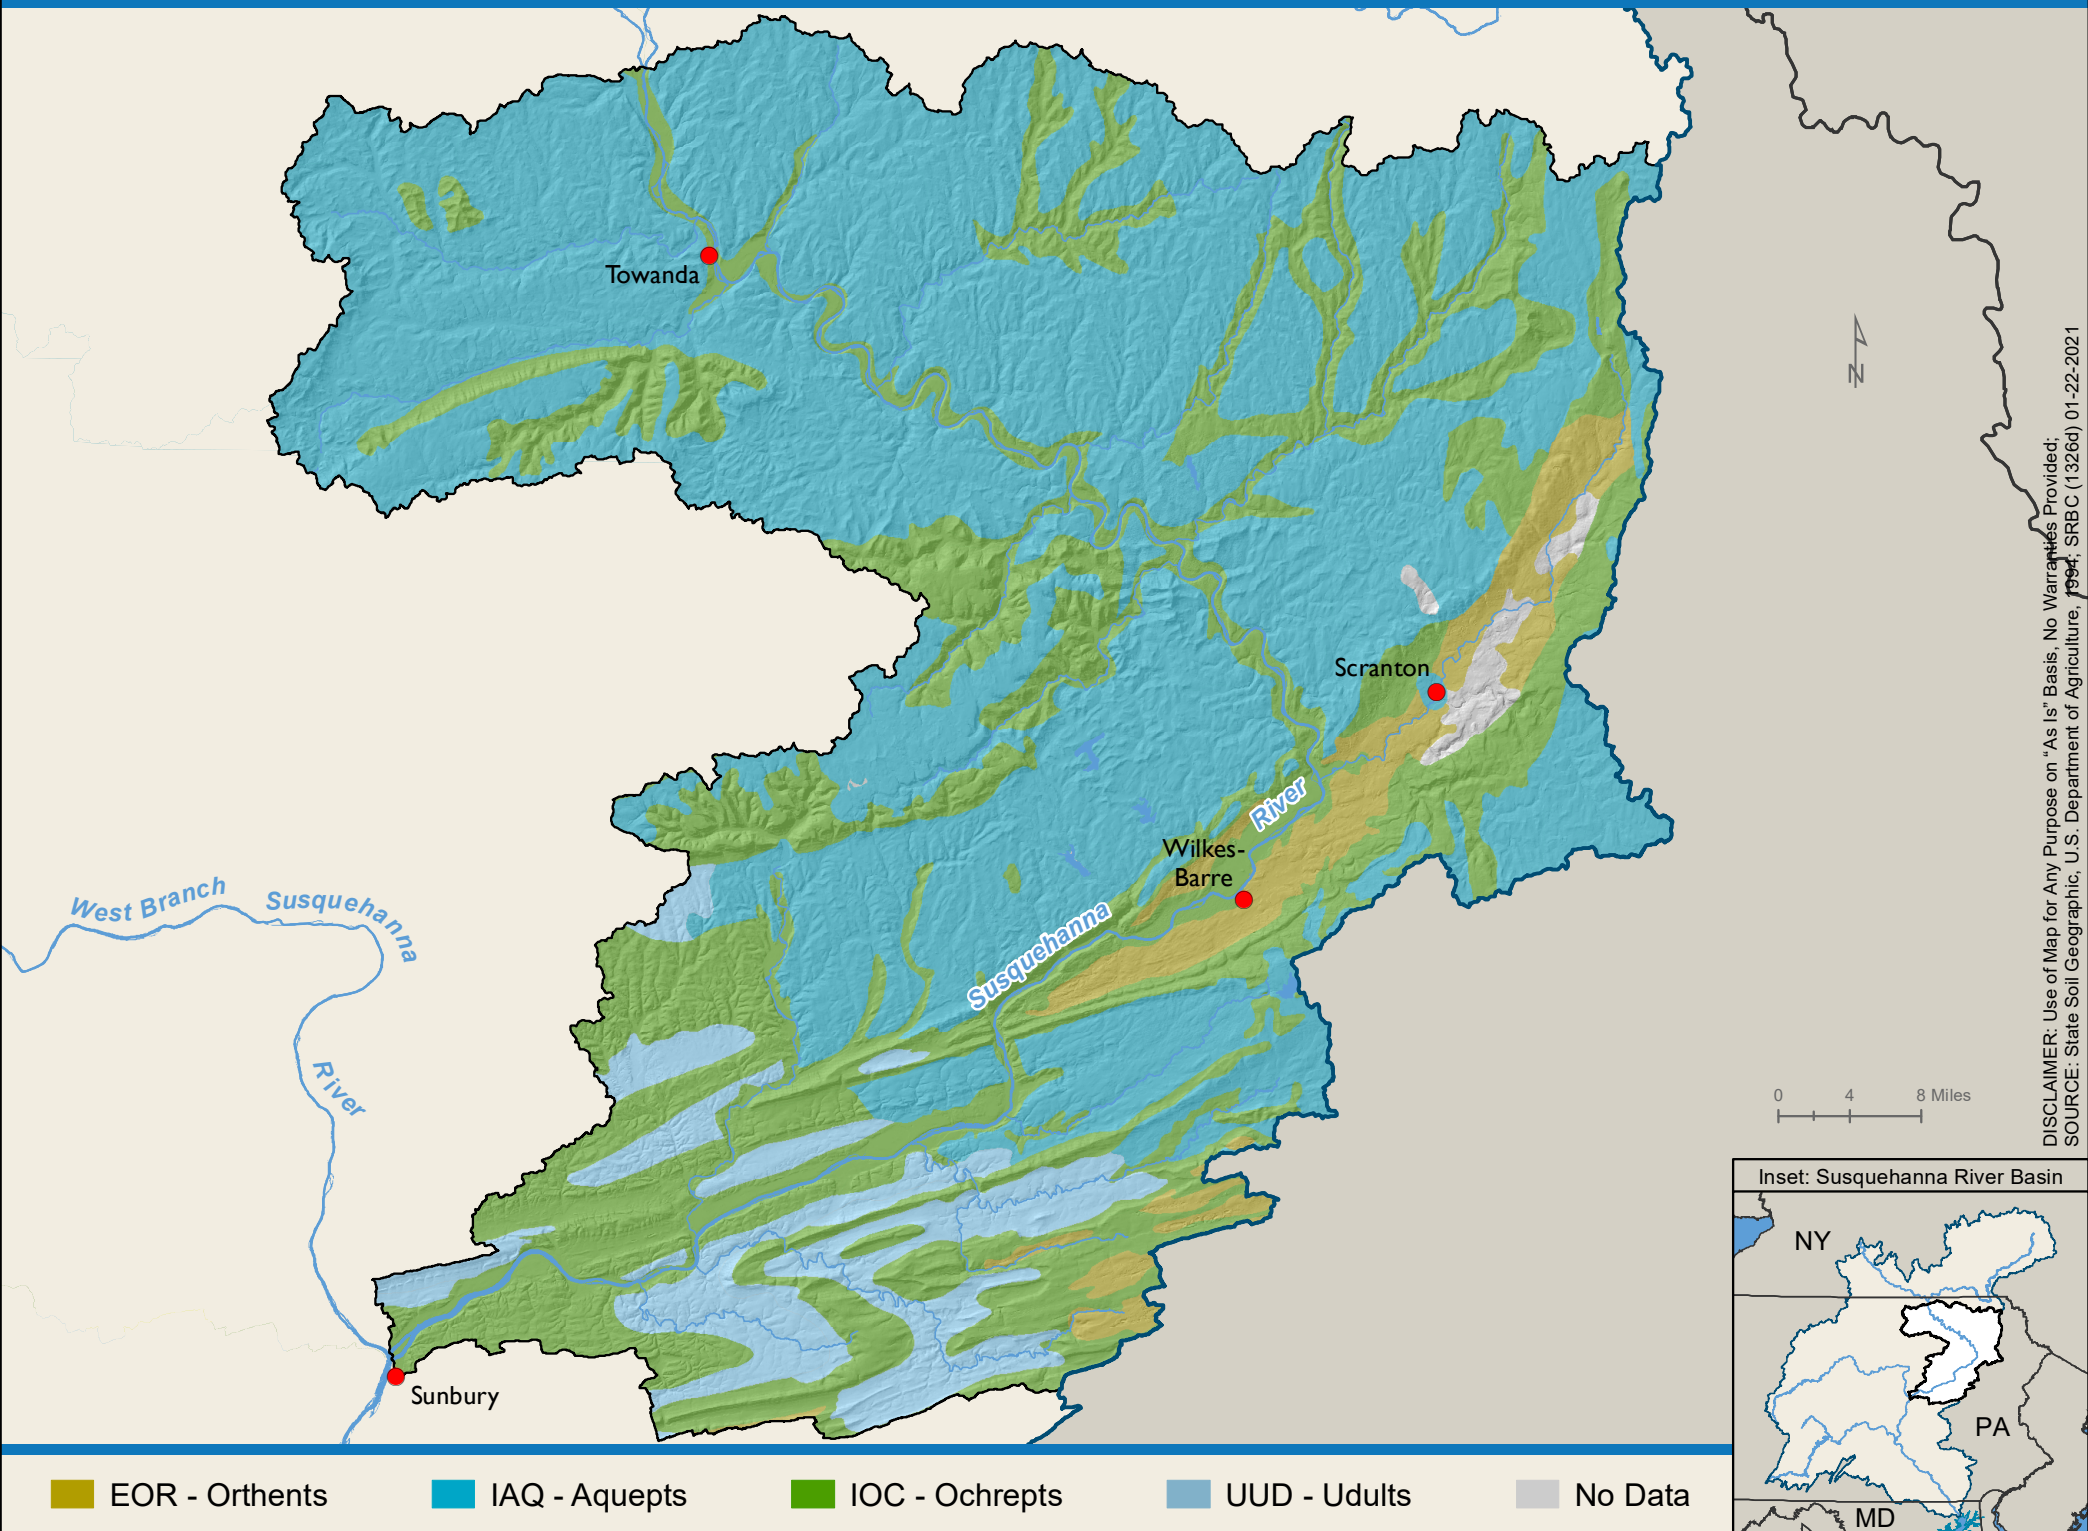 Towanda
Scranton
River
Wilkes-
Barre
Susquehanna
West Branch Susquehanna
River
Sunbury
N
0 4 8 Miles
DISCLAIMER: Use of Map for Any Purpose on "As Is" Basis, No Warranties Provided;
SOURCE: State Soil Geographic, U.S. Department of Agriculture, 1994; SRBC (1326d) 01-22-2021
Inset: Susquehanna River Basin
NY
PA
MD
EOR - Orthents
IAQ - Aquepts
IOC - Ochrepts
UUD - Udults
No Data